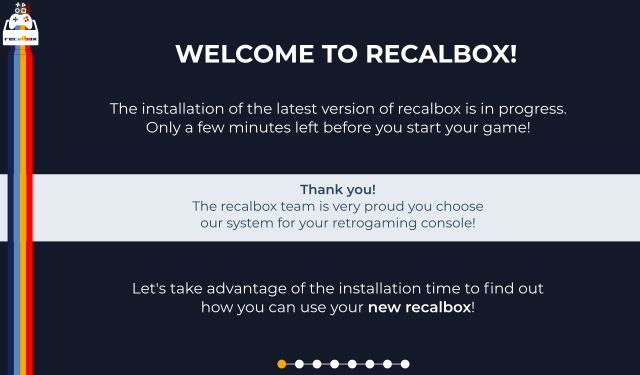 recalbox
WELCOME TO RECALBOX!
The installation of the latest version of recalbox is in progress.
Only a few minutes left before you start your game!
Thank you!
The recalbox team is very proud you choose
our system for your retrogaming console!
Let's take advantage of the installation time to find out
how you can use your new recalbox!